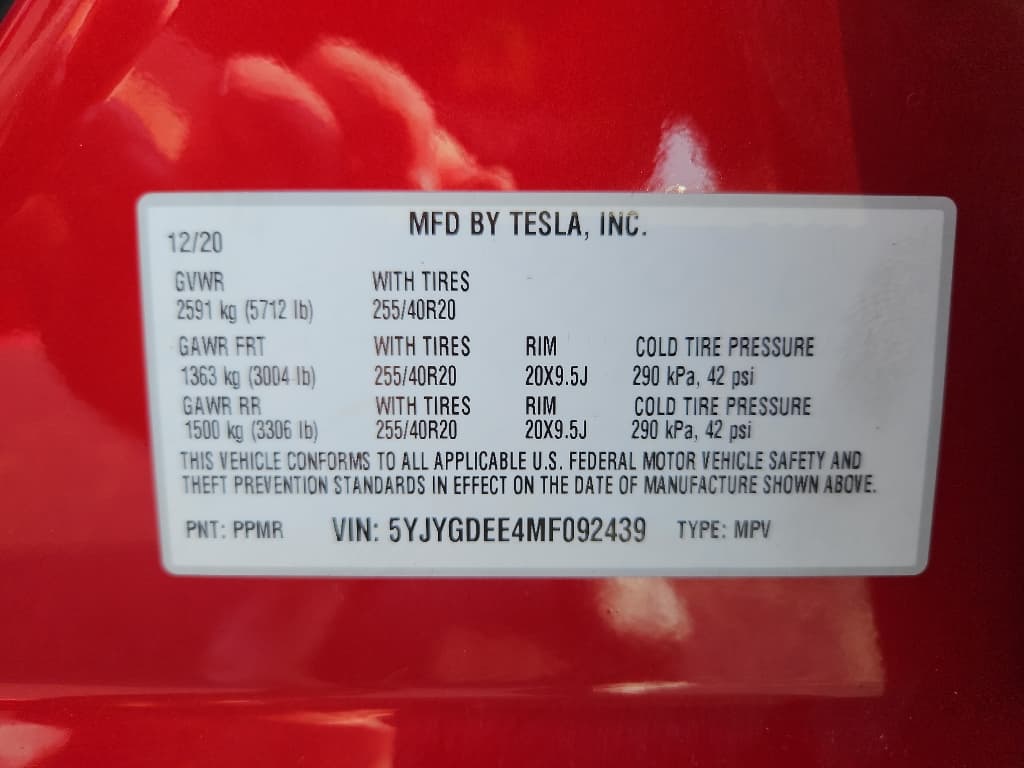 MFD BY TESLA, INC.
12/20
GVWR WITH TIRES
2591 kg (5712 lb) 255/40R20
GAWR FRT WITH TIRES RIM COLD TIRE PRESSURE
1363 kg (3004 lb) 255/40R20 20X9.5J 290 kPa, 42 psi
GAWR RR WITH TIRES RIM COLD TIRE PRESSURE
1500 kg (3306 lb) 255/40R20 20X9.5J 290 kPa, 42 psi
THIS VEHICLE CONFORMS TO ALL APPLICABLE U.S. FEDERAL MOTOR VEHICLE SAFETY AND
THEFT PREVENTION STANDARDS IN EFFECT ON THE DATE OF MANUFACTURE SHOWN ABOVE.
PNT: PPMR VIN: 5YJYGDEE4MF092439 TYPE: MPV